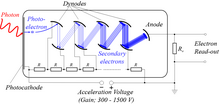 Dynodes
Photon
Photo-
electron
Anode
Secondary
electrons
Electron
Read-out
R
R
R
R
R
Photocathode
Acceleration Voltage
(Gain; 300 - 1500 V)